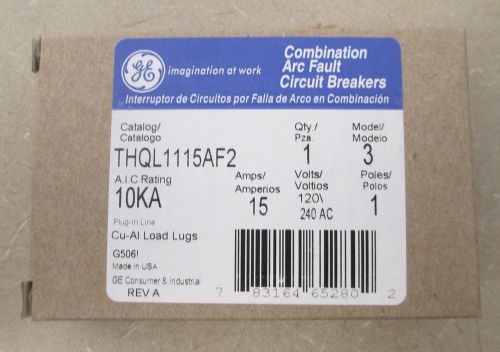 GE imagination at work
Combination
Arc Fault
Circuit Breakers
Interruptor de Circuitos por Falla de Arco en Combinación
Catalog/ Qty./ Model/
Catalogo Pza. Modelo
THQL1115AF2 1 3
A.I.C Rating Amps/ Volts/ Poles/
Amperios Voltios Polos
10KA 15 120\ 1
240 AC
Plug-In Line
Cu-Al Load Lugs
G506!
Made in USA
GE Consumer & Industrial
REV A 7 83164 65280 2